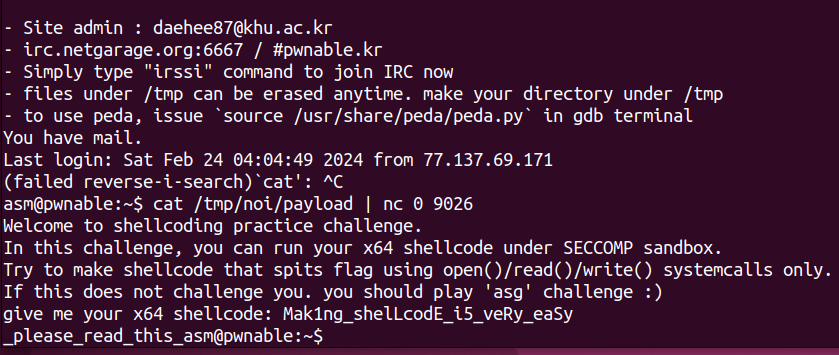 - Site admin : daehee87@khu.ac.kr
- irc.netgarage.org:6667 / #pwnable.kr
- Simply type "irssi" command to join IRC now
- files under /tmp can be erased anytime. make your directory under /tmp
- to use peda, issue `source /usr/share/peda/peda.py` in gdb terminal
You have mail.
Last login: Sat Feb 24 04:04:49 2024 from 77.137.69.171
(failed reverse-i-search)`cat': ^C
asm@pwnable:~$ cat /tmp/noi/payload | nc 0 9026
Welcome to shellcoding practice challenge.
In this challenge, you can run your x64 shellcode under SECCOMP sandbox.
Try to make shellcode that spits flag using open()/read()/write() systemcalls only.
If this does not challenge you. you should play 'asg' challenge :)
give me your x64 shellcode: Mak1ng_shelLcodE_i5_veRy_eaSy
_please_read_this_asm@pwnable:~$